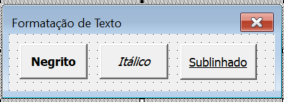 Formatação de Texto
Negrito Itálico Sublinhado